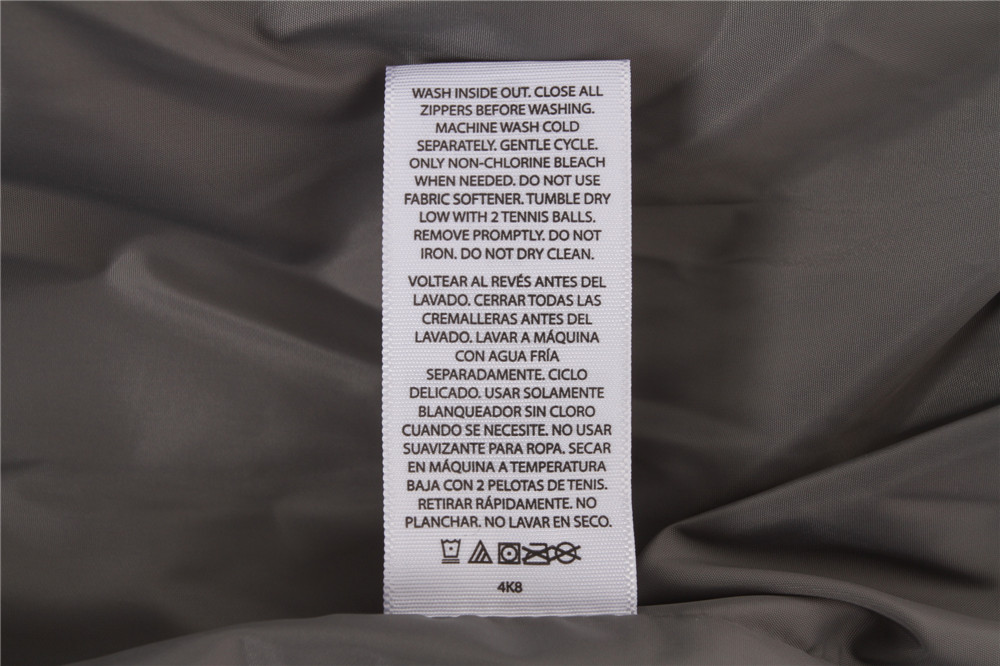 WASH INSIDE OUT. CLOSE ALL
ZIPPERS BEFORE WASHING.
MACHINE WASH COLD
SEPARATELY. GENTLE CYCLE.
ONLY NON-CHLORINE BLEACH
WHEN NEEDED. DO NOT USE
FABRIC SOFTENER. TUMBLE DRY
LOW WITH 2 TENNIS BALLS.
REMOVE PROMPTLY. DO NOT
IRON. DO NOT DRY CLEAN.
VOLTEAR AL REVÉS ANTES DEL
LAVADO. CERRAR TODAS LAS
CREMALLERAS ANTES DEL
LAVADO. LAVAR A MÁQUINA
CON AGUA FRÍA
SEPARADAMENTE. CICLO
DELICADO. USAR SOLAMENTE
BLANQUEADOR SIN CLORO
CUANDO SE NECESITE. NO USAR
SUAVIZANTE PARA ROPA. SECAR
EN MÁQUINA A TEMPERATURA
BAJA CON 2 PELOTAS DE TENIS.
RETIRAR RÁPIDAMENTE. NO
PLANCHAR. NO LAVAR EN SECO.
4K8